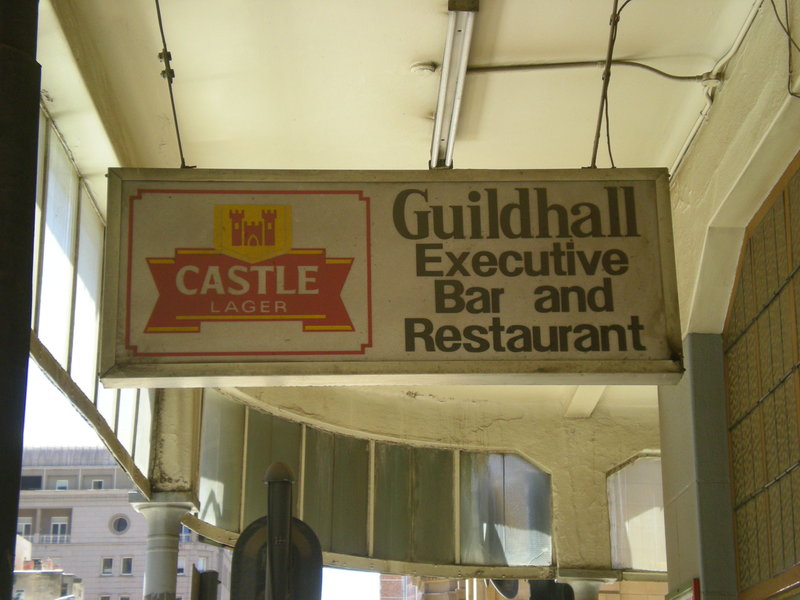 CASTLE
LAGER
Guildhall
Executive
Bar and
Restaurant